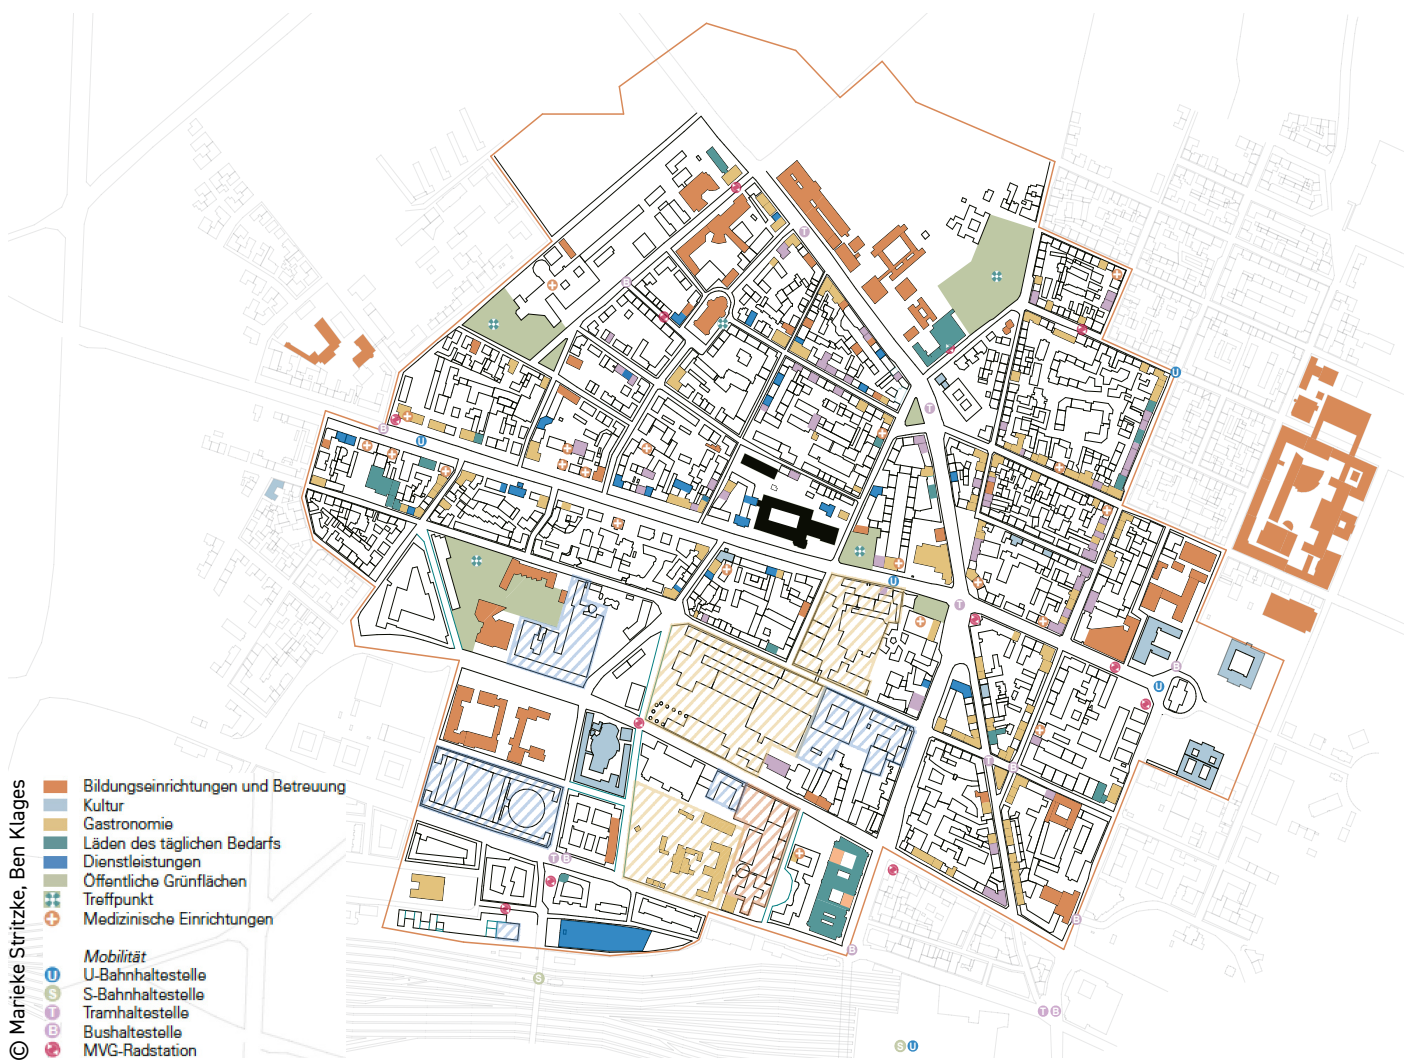 © Marieke Stritzke, Ben Klages
Bildungseinrichtungen und Betreuung
Kultur
Gastronomie
Läden des täglichen Bedarfs
Dienstleistungen
Öffentliche Grünflächen
Treffpunkt
Medizinische Einrichtungen
Mobilität
U U-Bahnhaltestelle
S S-Bahnhaltestelle
T Tramhaltestelle
B Bushaltestelle
MVG-Radstation
T
B
U
T
B
U
U
T
B
U
T
B
T B
B
B
S
T B
S U